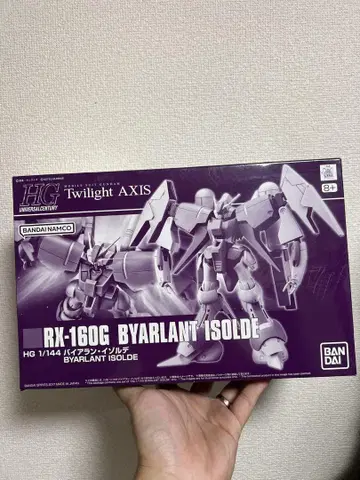 HG
UNIVERSAL CENTURY
MOBILE SUIT GUNDAM
Twilight AXIS
8+
BANDAI NAMCO
RX-160G BYARLANT ISOLDE
HG 1/144 バイアラン・イゾルデ
BYARLANT ISOLDE
BAN
DAI